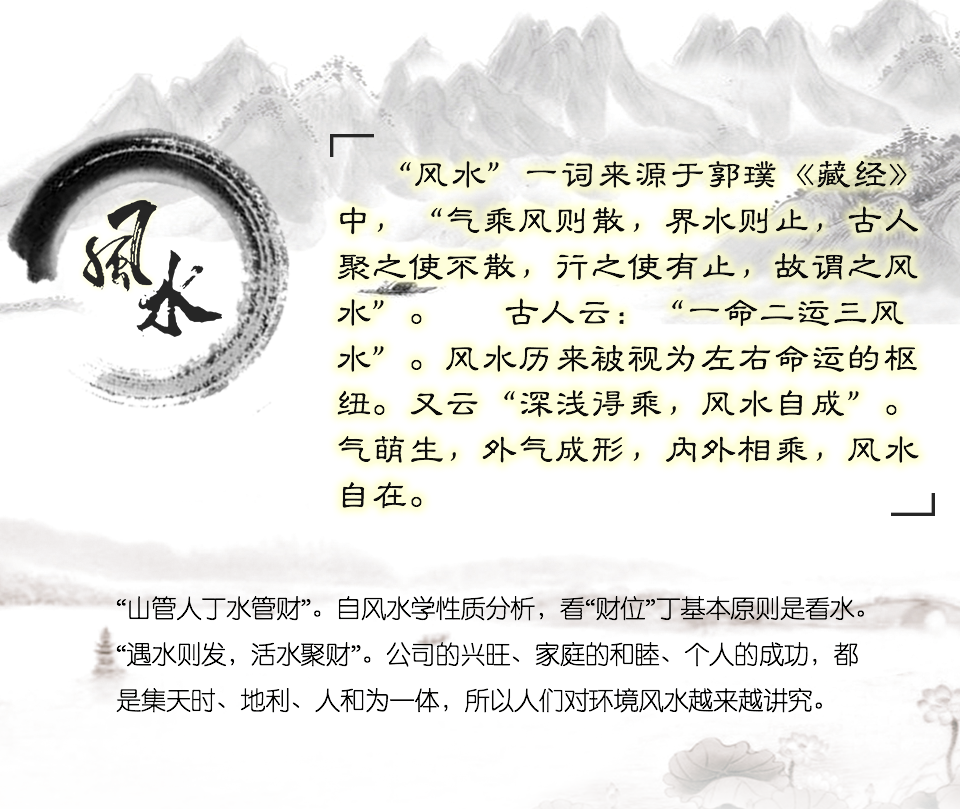 風水
“风水”一词来源于郭璞《藏经》
中，“气乘风则散，界水则止，古人
聚之使不散，行之使有止，故谓之风
水”。 古人云：“一命二运三风
水”。风水历来被视为左右命运的枢
纽。又云“深浅得乘，风水自成”。
气萌生，外气成形，内外相乘，风水
自在。
“山管人丁水管财”。自风水学性质分析，看“财位”丁基本原则是看水。
“遇水则发，活水聚财”。公司的兴旺、家庭的和睦、个人的成功，都
是集天时、地利、人和为一体，所以人们对环境风水越来越讲究。